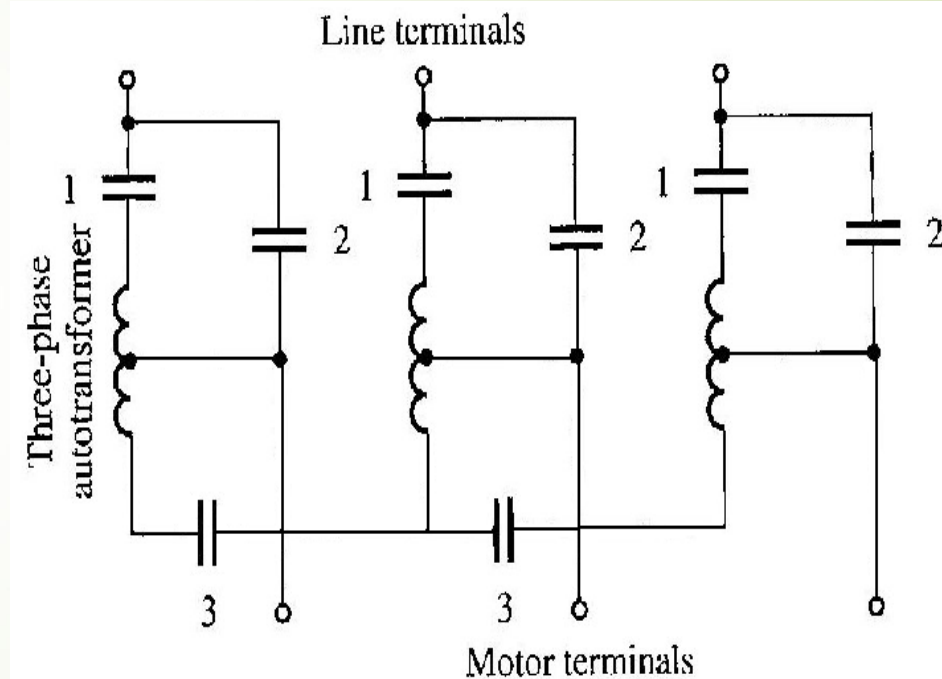 Line terminals
1
2
1
2
1
2
Three-phase
autotransformer
3
3
Motor terminals